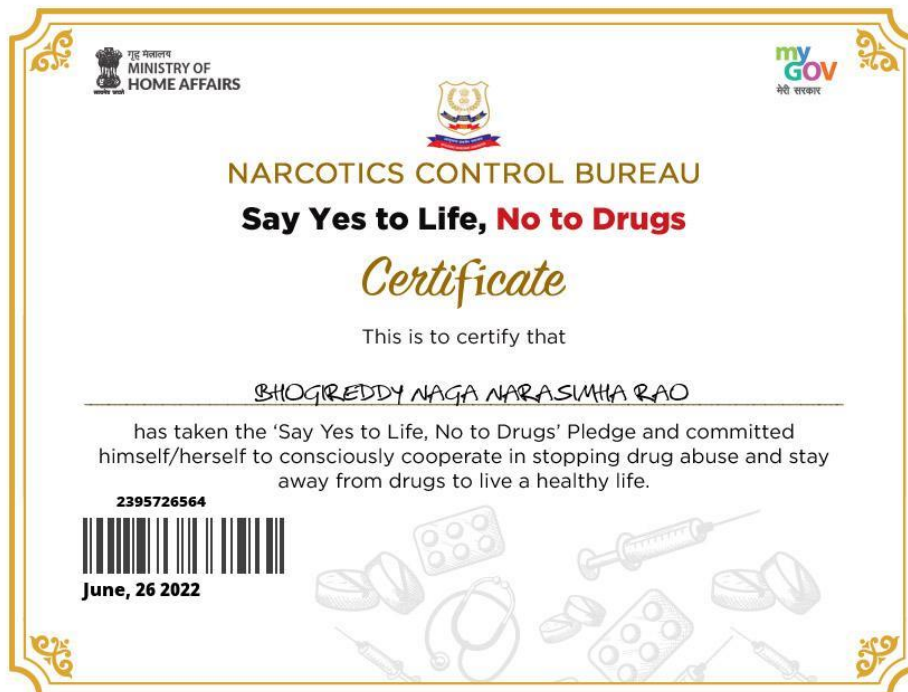 गृह मंत्रालय
MINISTRY OF
HOME AFFAIRS
सत्यमेव जयते
my
GOV
मेरी सरकार
NARCOTICS CONTROL BUREAU
Say Yes to Life, No to Drugs
Certificate
This is to certify that
BHOGIREDDY NAGA NARASIMHA RAO
has taken the ‘Say Yes to Life, No to Drugs’ Pledge and committed
himself/herself to consciously cooperate in stopping drug abuse and stay
away from drugs to live a healthy life.
2395726564
June, 26 2022